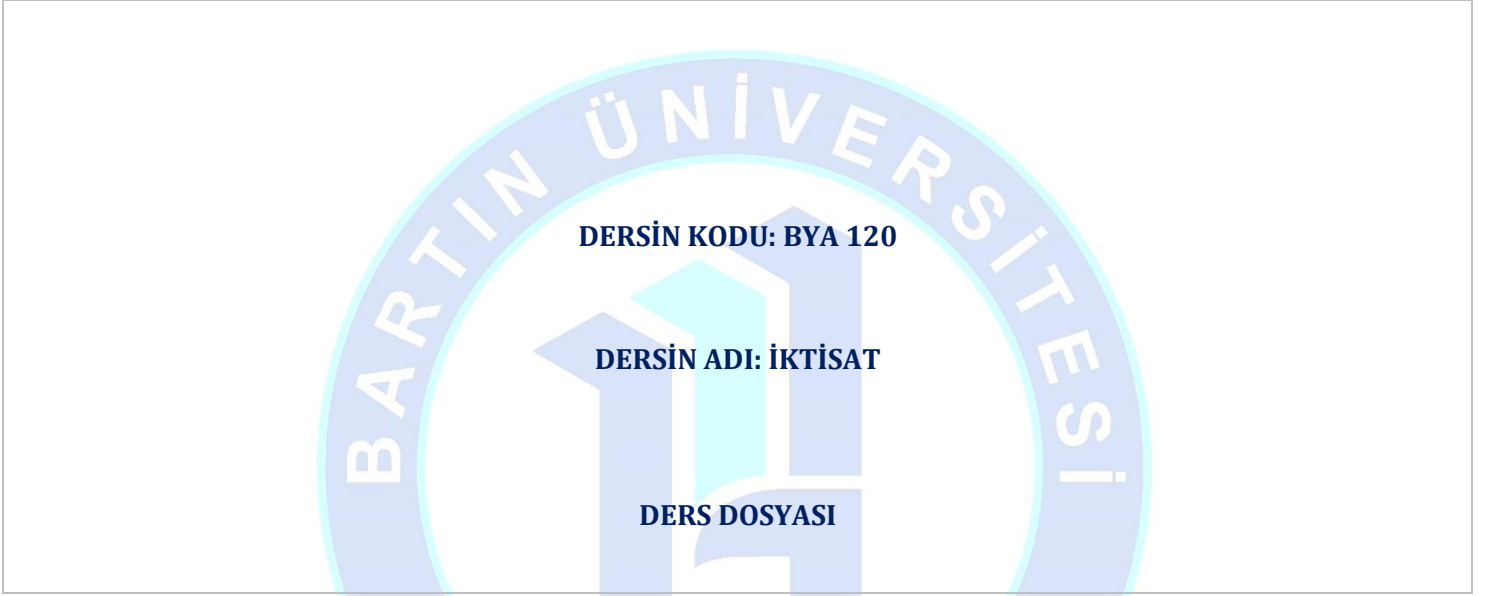 BARTIN ÜNİVERSİTESİ
DERSİN KODU: BYA 120
DERSİN ADI: İKTİSAT
DERS DOSYASI